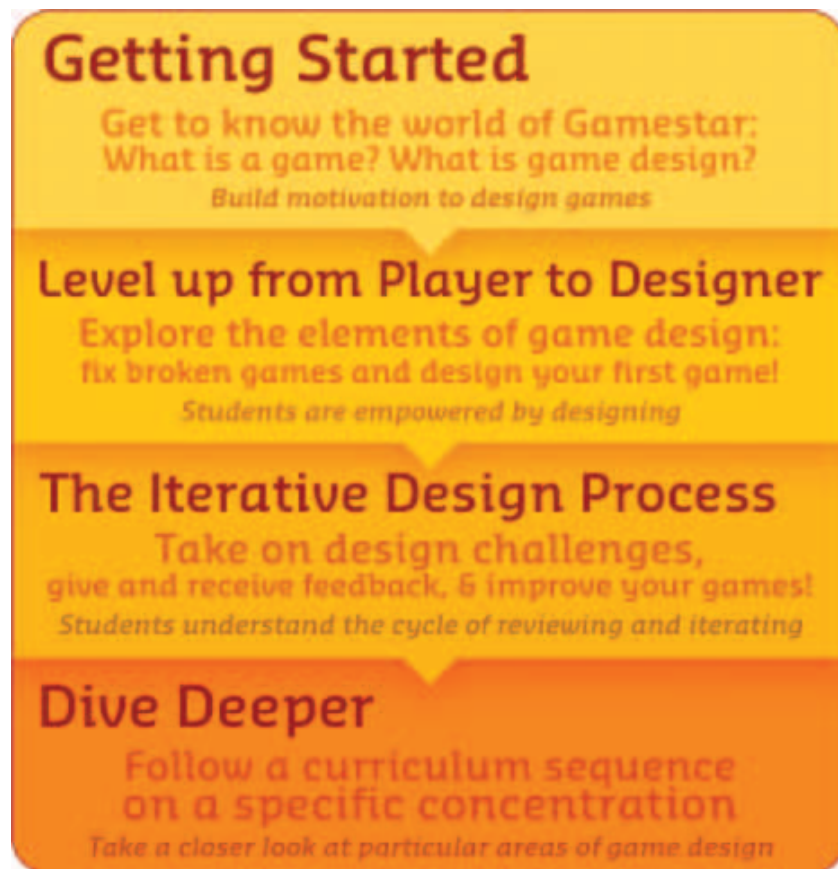 Getting Started
Get to know the world of Gamestar:
What is a game? What is game design?
Build motivation to design games
Level up from Player to Designer
Explore the elements of game design:
fix broken games and design your first game!
Students are empowered by designing
The Iterative Design Process
Take on design challenges,
give and receive feedback, & improve your games!
Students understand the cycle of reviewing and iterating
Dive Deeper
Follow a curriculum sequence
on a specific concentration
Take a closer look at particular areas of game design